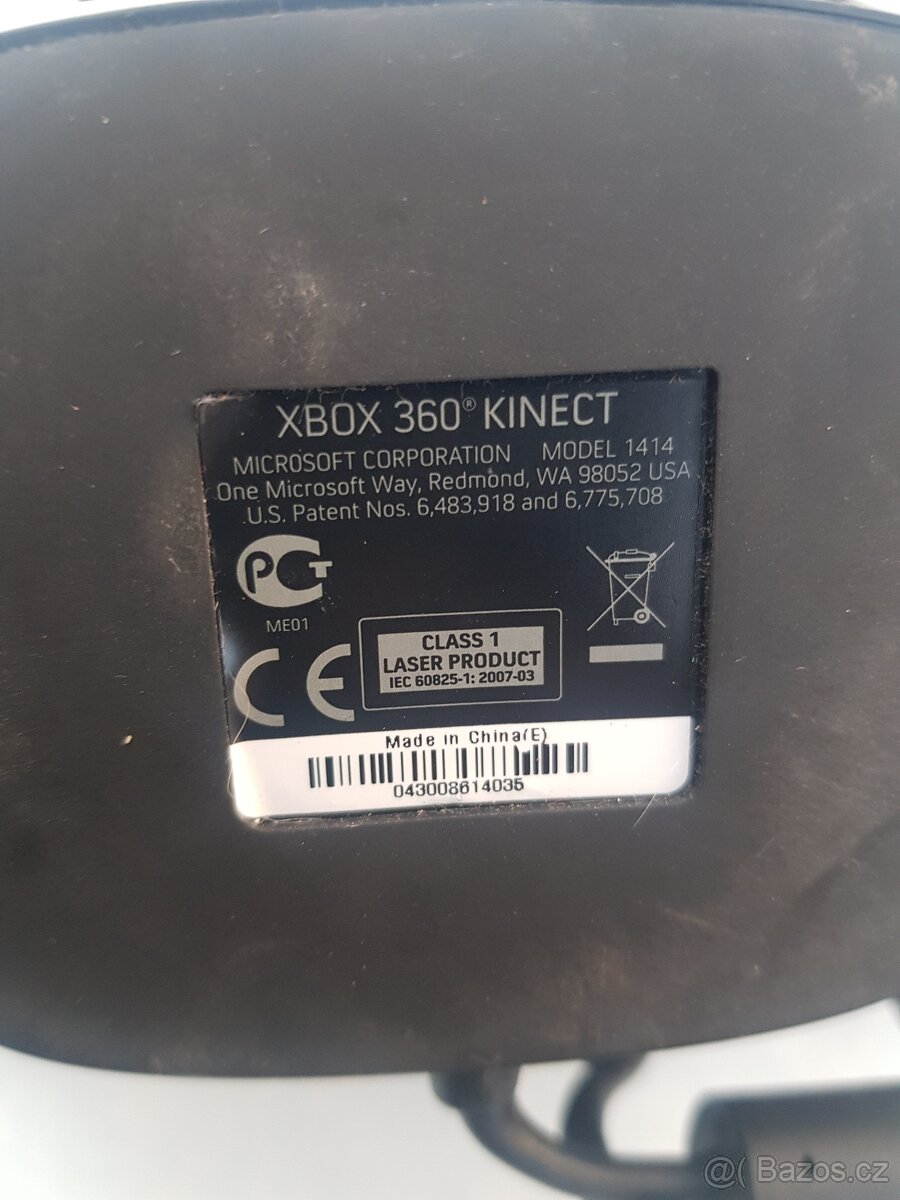 XBOX 360® KINECT
MICROSOFT CORPORATION MODEL 1414
One Microsoft Way, Redmond, WA 98052 USA
U.S. Patent Nos. 6,483,918 and 6,775,708
PCT
ME01
CE
CLASS 1
LASER PRODUCT
IEC 60825-1: 2007-03
Made in China(E)
043008614035
@( Bazoš.cz